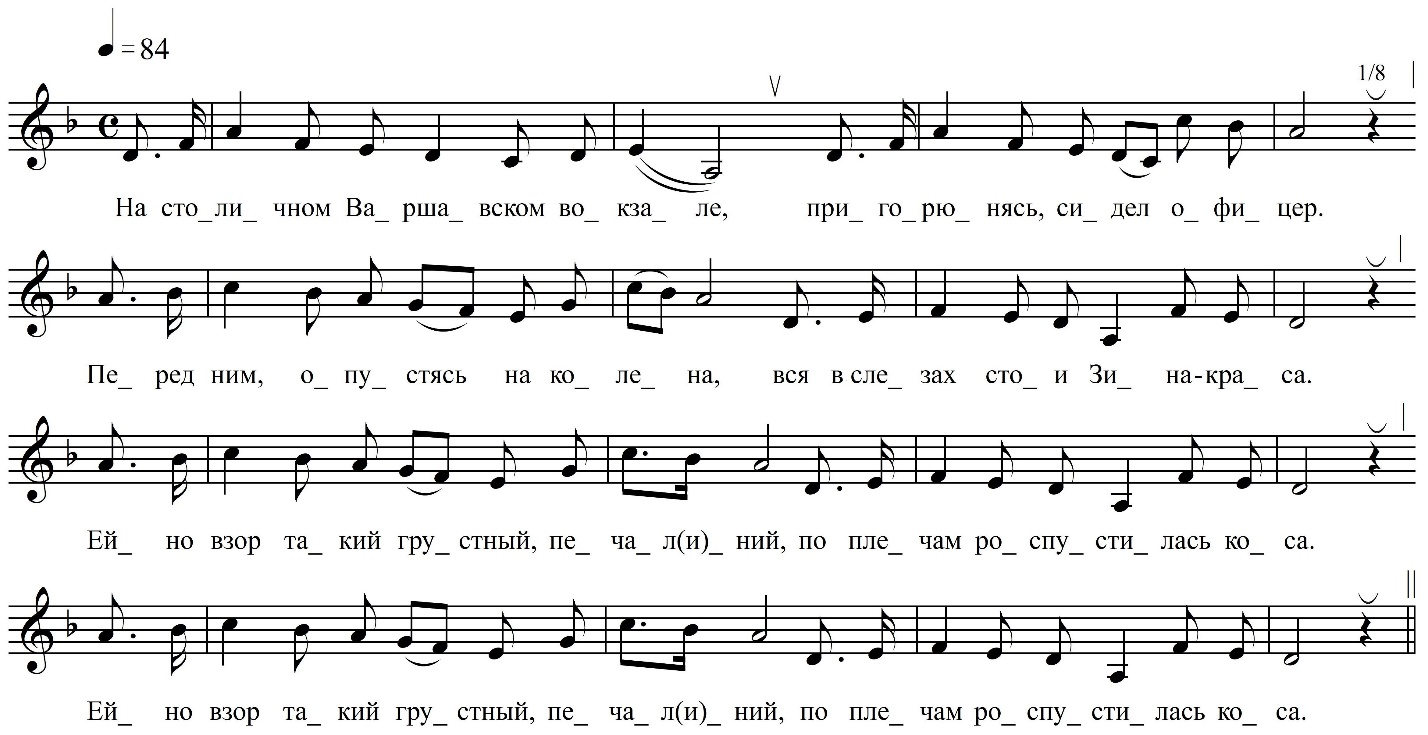 = 84
1/8
На сто_ли_ чном Ва_ рша_ вском во_ кза_ ле, при_ го_ рю_ нясь, си_ дел о_ фи_ цер.
Пе_ ред ним, о_ пу_ стясь на ко_ ле_ на, вся в сле_ зах сто_ и Зи_ на-кра_ са.
Ей_ но взор та_ кий гру_ стный, пе_ ча_ л(и)_ ний, по пле_ чам ро_ спу_ сти_ лась ко_ са.
Ей_ но взор та_ кий гру_ стный, пе_ ча_ л(и)_ ний, по пле_ чам ро_ спу_ сти_ лась ко_ са.